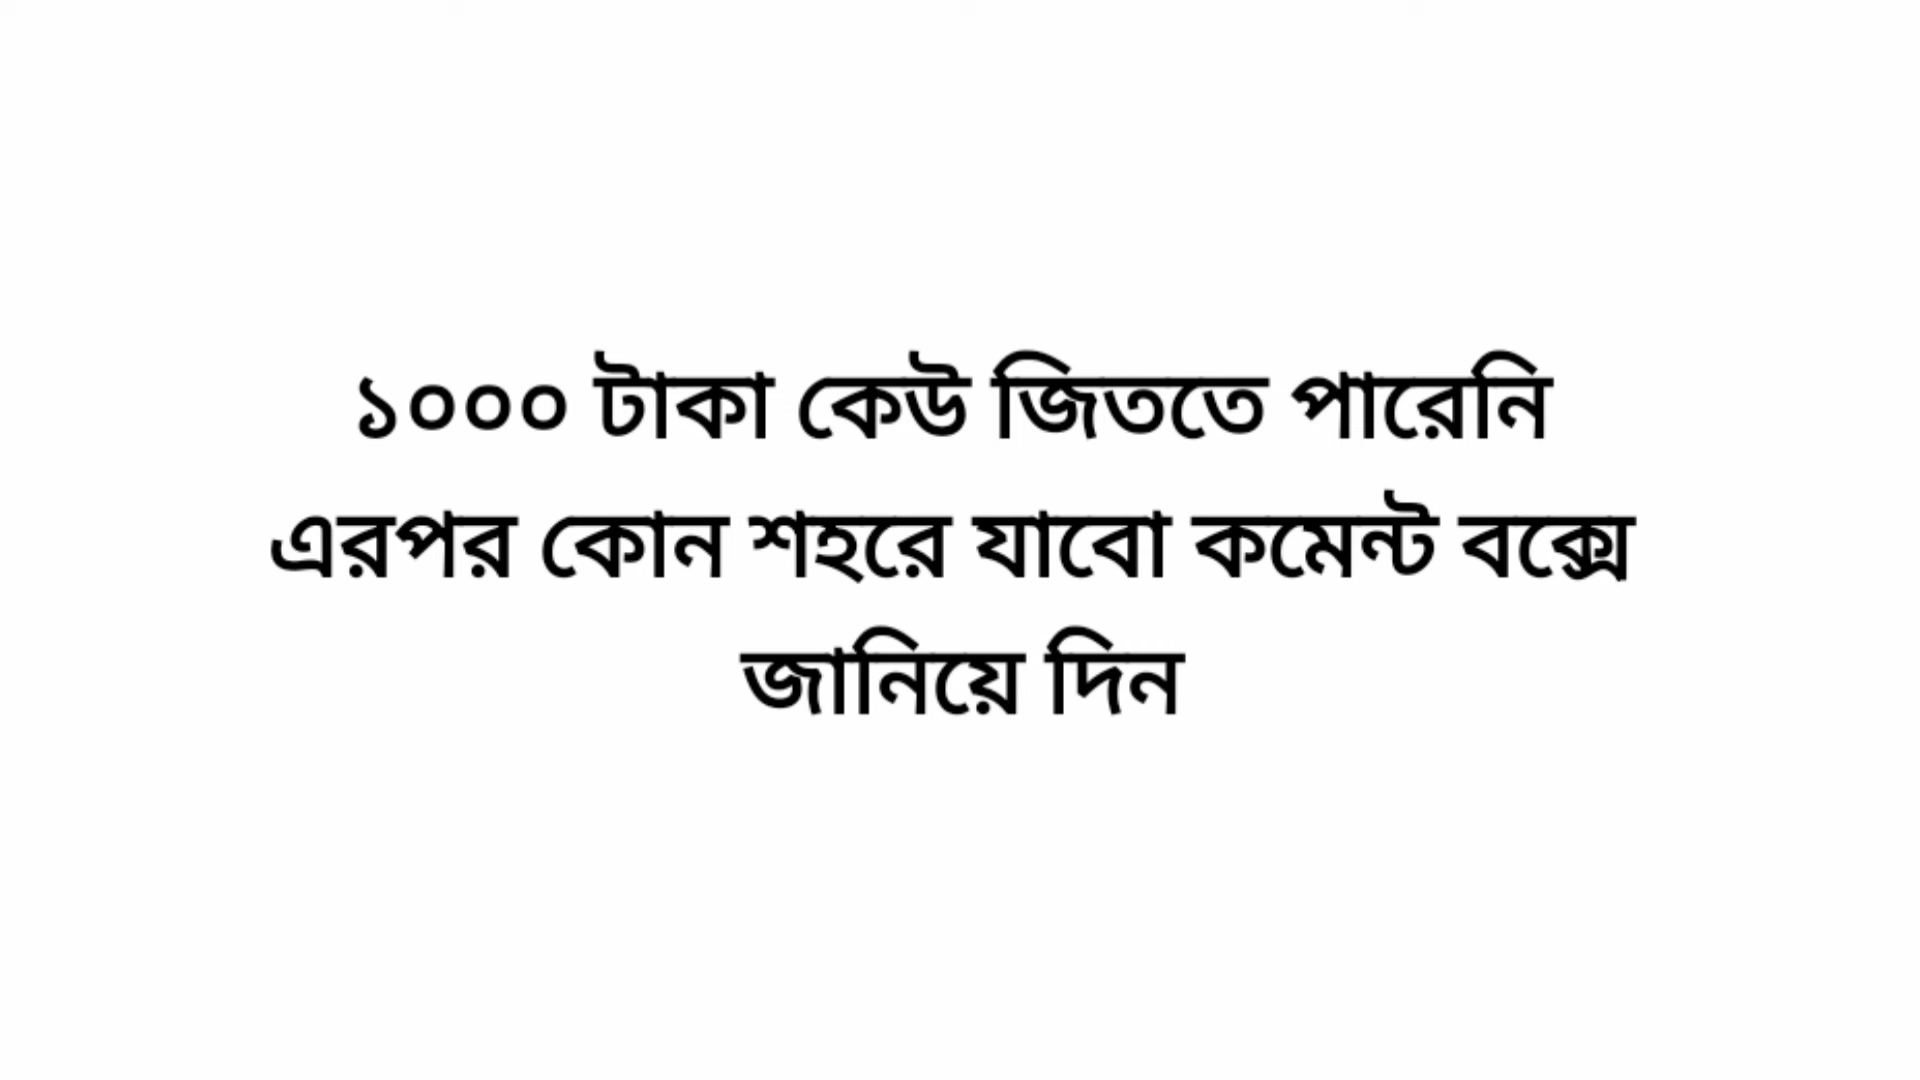 ১০০০ টাকা কেউ জিততে পারেনি
এরপর কোন শহরে যাবো কমেন্ট বক্সে
জানিয়ে দিন